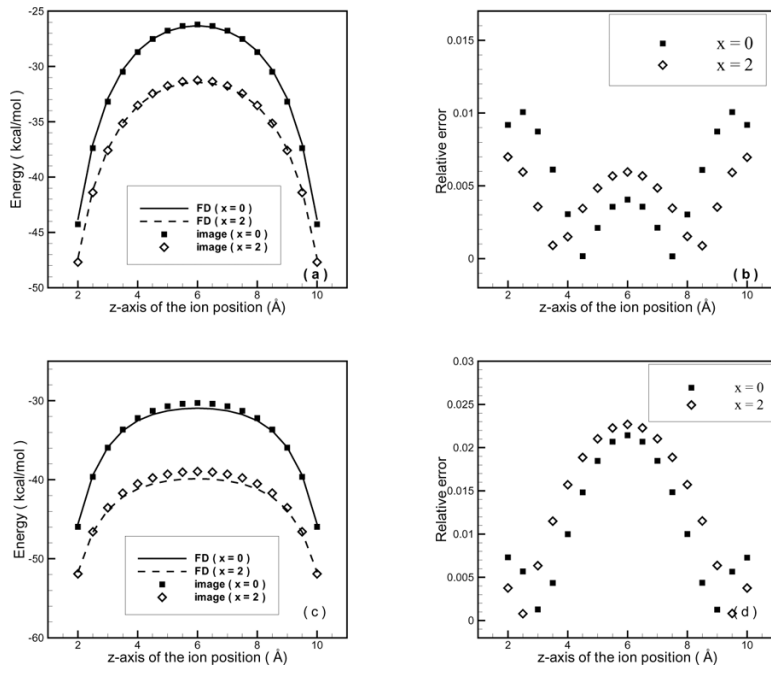 -25
-30
-35
-40
-45
-50
Energy ( kcal/mol)
FD ( x = 0 )
FD ( x = 2 )
image ( x = 0 )
image ( x = 2 )
( a )
2 4 6 8 10
z-axis of the ion position (Å)
0.015
0.01
0.005
0
Relative error
x = 0
x = 2
( b )
2 4 6 8 10
z-axis of the ion position (Å)
-30
-40
-50
-60
Energy ( kcal/mol)
FD ( x = 0 )
FD ( x = 2 )
image ( x = 0 )
image ( x = 2 )
( c )
2 4 6 8 10
z-axis of the ion position ( Å)
0.03
0.025
0.02
0.015
0.01
0.005
0
Relative error
x = 0
x = 2
( d )
2 4 6 8 10
z-axis of the ion position ( Å)